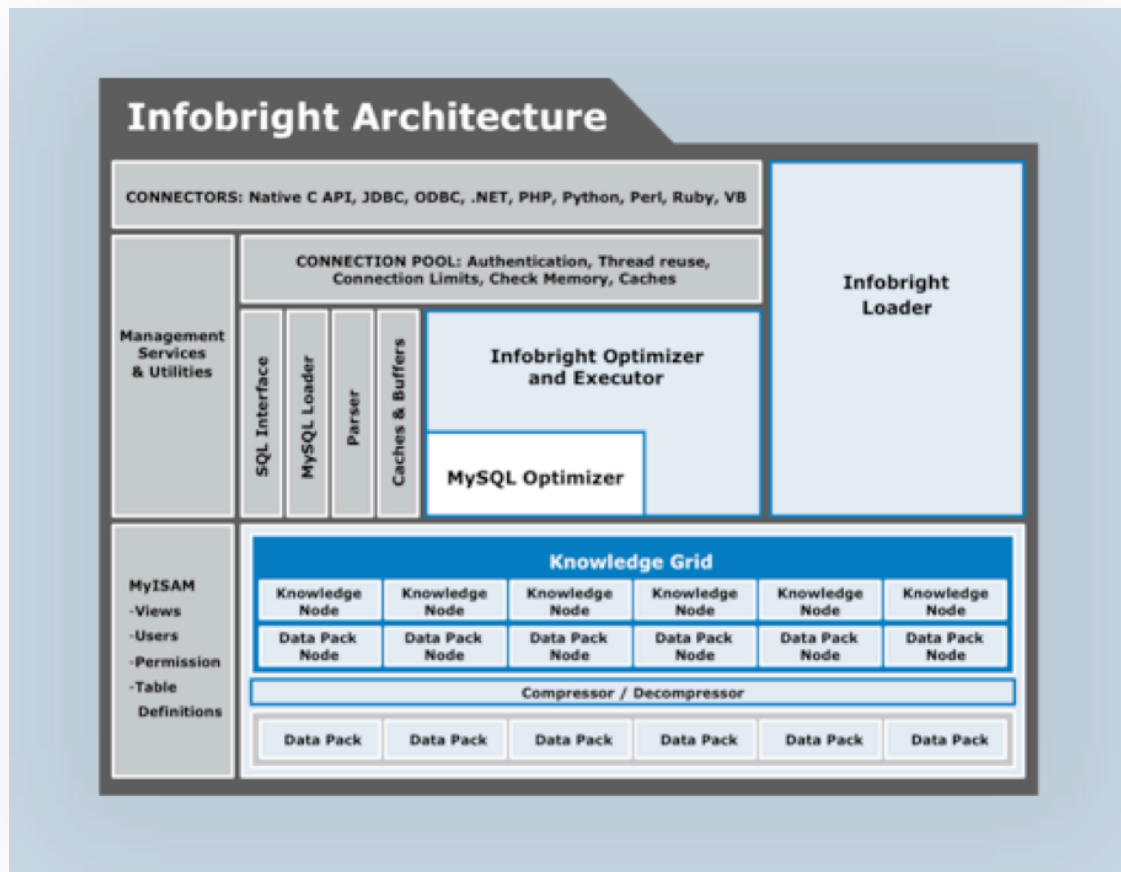 Infobright Architecture
CONNECTORS: Native C API, JDBC, ODBC, .NET, PHP, Python, Perl, Ruby, VB
CONNECTION POOL: Authentication, Thread reuse,
Connection Limits, Check Memory, Caches
Infobright
Loader
Management
Services
& Utilities
SQL Interface
MySQL Loader
Parser
Caches & Buffers
Infobright Optimizer
and Executor
MySQL Optimizer
MyISAM
-Views
-Users
-Permission
-Table
Definitions
Knowledge Grid
Knowledge
Node
Knowledge
Node
Knowledge
Node
Knowledge
Node
Knowledge
Node
Knowledge
Node
Data Pack
Node
Data Pack
Node
Data Pack
Node
Data Pack
Node
Data Pack
Node
Data Pack
Node
Compressor / Decompressor
Data Pack
Data Pack
Data Pack
Data Pack
Data Pack
Data Pack